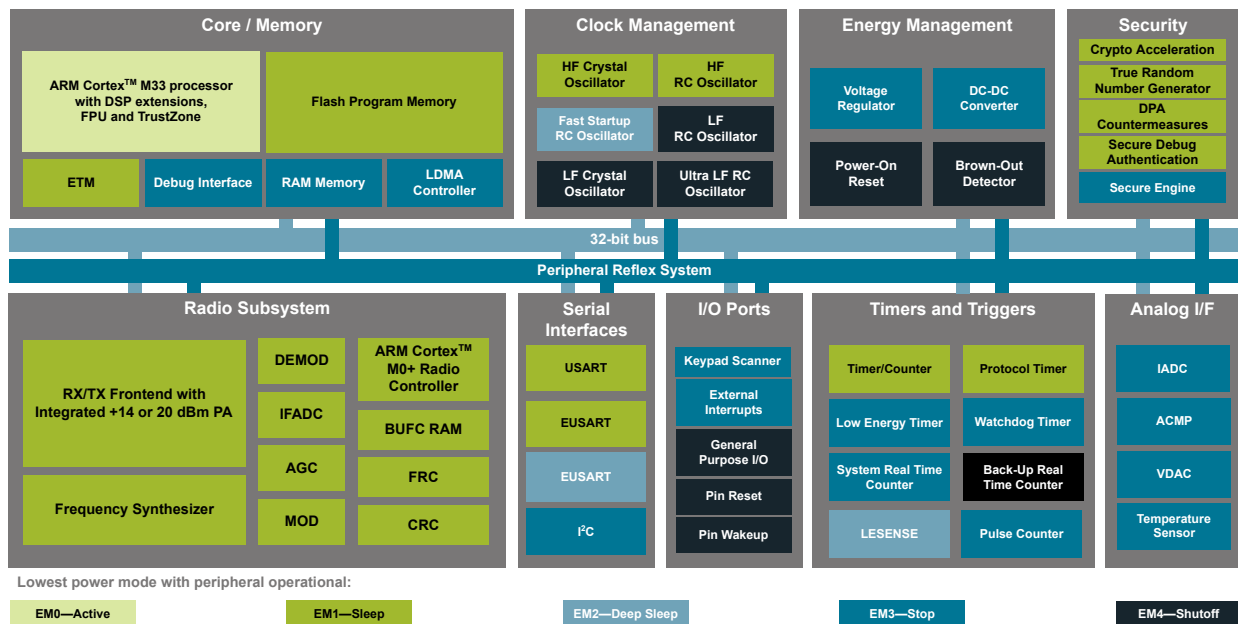 Core / Memory
ARM Cortex™ M33 processor
with DSP extensions,
FPU and TrustZone
Flash Program Memory
ETM
Debug Interface
RAM Memory
LDMA
Controller
Clock Management
HF Crystal
Oscillator
HF
RC Oscillator
Fast Startup
RC Oscillator
LF
RC Oscillator
LF Crystal
Oscillator
Ultra LF RC
Oscillator
Energy Management
Voltage
Regulator
DC-DC
Converter
Power-On
Reset
Brown-Out
Detector
Security
Crypto Acceleration
True Random
Number Generator
DPA
Countermeasures
Secure Debug
Authentication
Secure Engine
32-bit bus
Peripheral Reflex System
Radio Subsystem
RX/TX Frontend with
Integrated +14 or 20 dBm PA
Frequency Synthesizer
DEMOD
IFADC
AGC
MOD
ARM Cortex™
M0+ Radio
Controller
BUFC RAM
FRC
CRC
Serial
Interfaces
USART
EUSART
EUSART
I²C
I/O Ports
Keypad Scanner
External
Interrupts
General
Purpose I/O
Pin Reset
Pin Wakeup
Timers and Triggers
Timer/Counter
Protocol Timer
Low Energy Timer
Watchdog Timer
System Real Time
Counter
Back-Up Real
Time Counter
LESENSE
Pulse Counter
Analog I/F
IADC
ACMP
VDAC
Temperature
Sensor
Lowest power mode with peripheral operational:
EM0—Active
EM1—Sleep
EM2—Deep Sleep
EM3—Stop
EM4—Shutoff